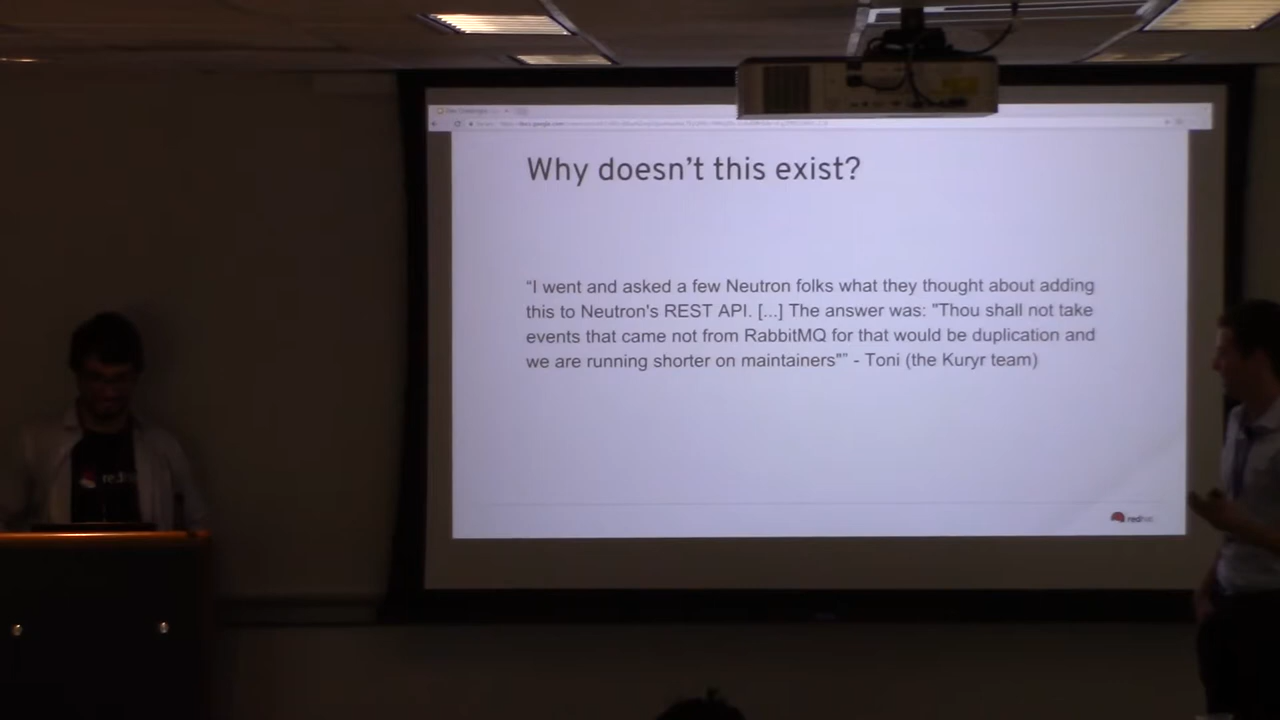 Why doesn't this exist?
“I went and asked a few Neutron folks what they thought about adding
this to Neutron's REST API. [...] The answer was: "Thou shall not take
events that came not from RabbitMQ for that would be duplication and
we are running shorter on maintainers"” - Toni (the Kuryr team)
redhat